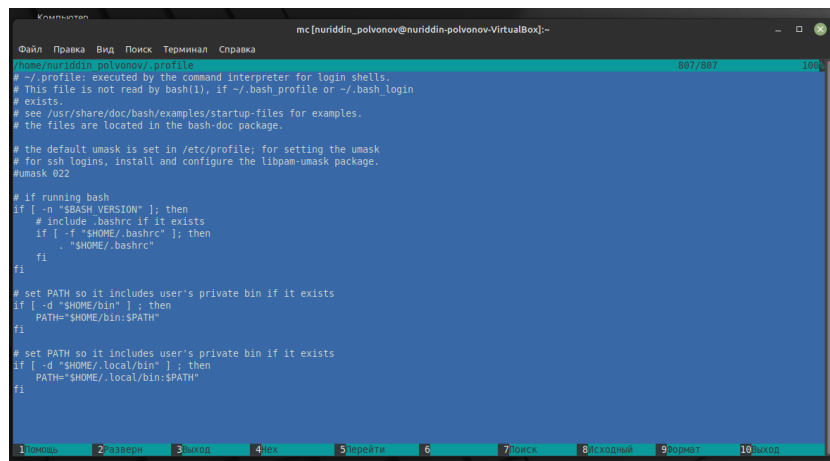 Компьютер
mc [nuriddin_polvonov@nuriddin-polvonov-VirtualBox]:~
Файл Правка Вид Поиск Терминал Справка
/home/nuriddin_polvonov/.profile 807/807 100%
# ~/.profile: executed by the command interpreter for login shells.
# This file is not read by bash(1), if ~/.bash_profile or ~/.bash_login
# exists.
# see /usr/share/doc/bash/examples/startup-files for examples.
# the files are located in the bash-doc package.
# the default umask is set in /etc/profile; for setting the umask
# for ssh logins, install and configure the libpam-umask package.
#umask 022
# if running bash
if [ -n "$BASH_VERSION" ]; then
    # include .bashrc if it exists
    if [ -f "$HOME/.bashrc" ]; then
        . "$HOME/.bashrc"
    fi
fi
# set PATH so it includes user's private bin if it exists
if [ -d "$HOME/bin" ] ; then
    PATH="$HOME/bin:$PATH"
fi
# set PATH so it includes user's private bin if it exists
if [ -d "$HOME/.local/bin" ] ; then
    PATH="$HOME/.local/bin:$PATH"
fi
1Помощь 2Разверн 3Выход 4Hex 5Перейти 6 7Поиск 8Исходный 9Формат 10Выход